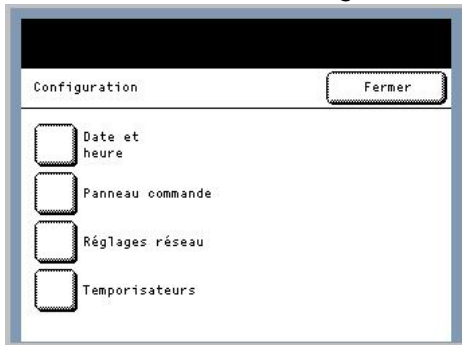 Configuration
Fermer
Date et
heure
Panneau commande
Réglages réseau
Temporisateurs